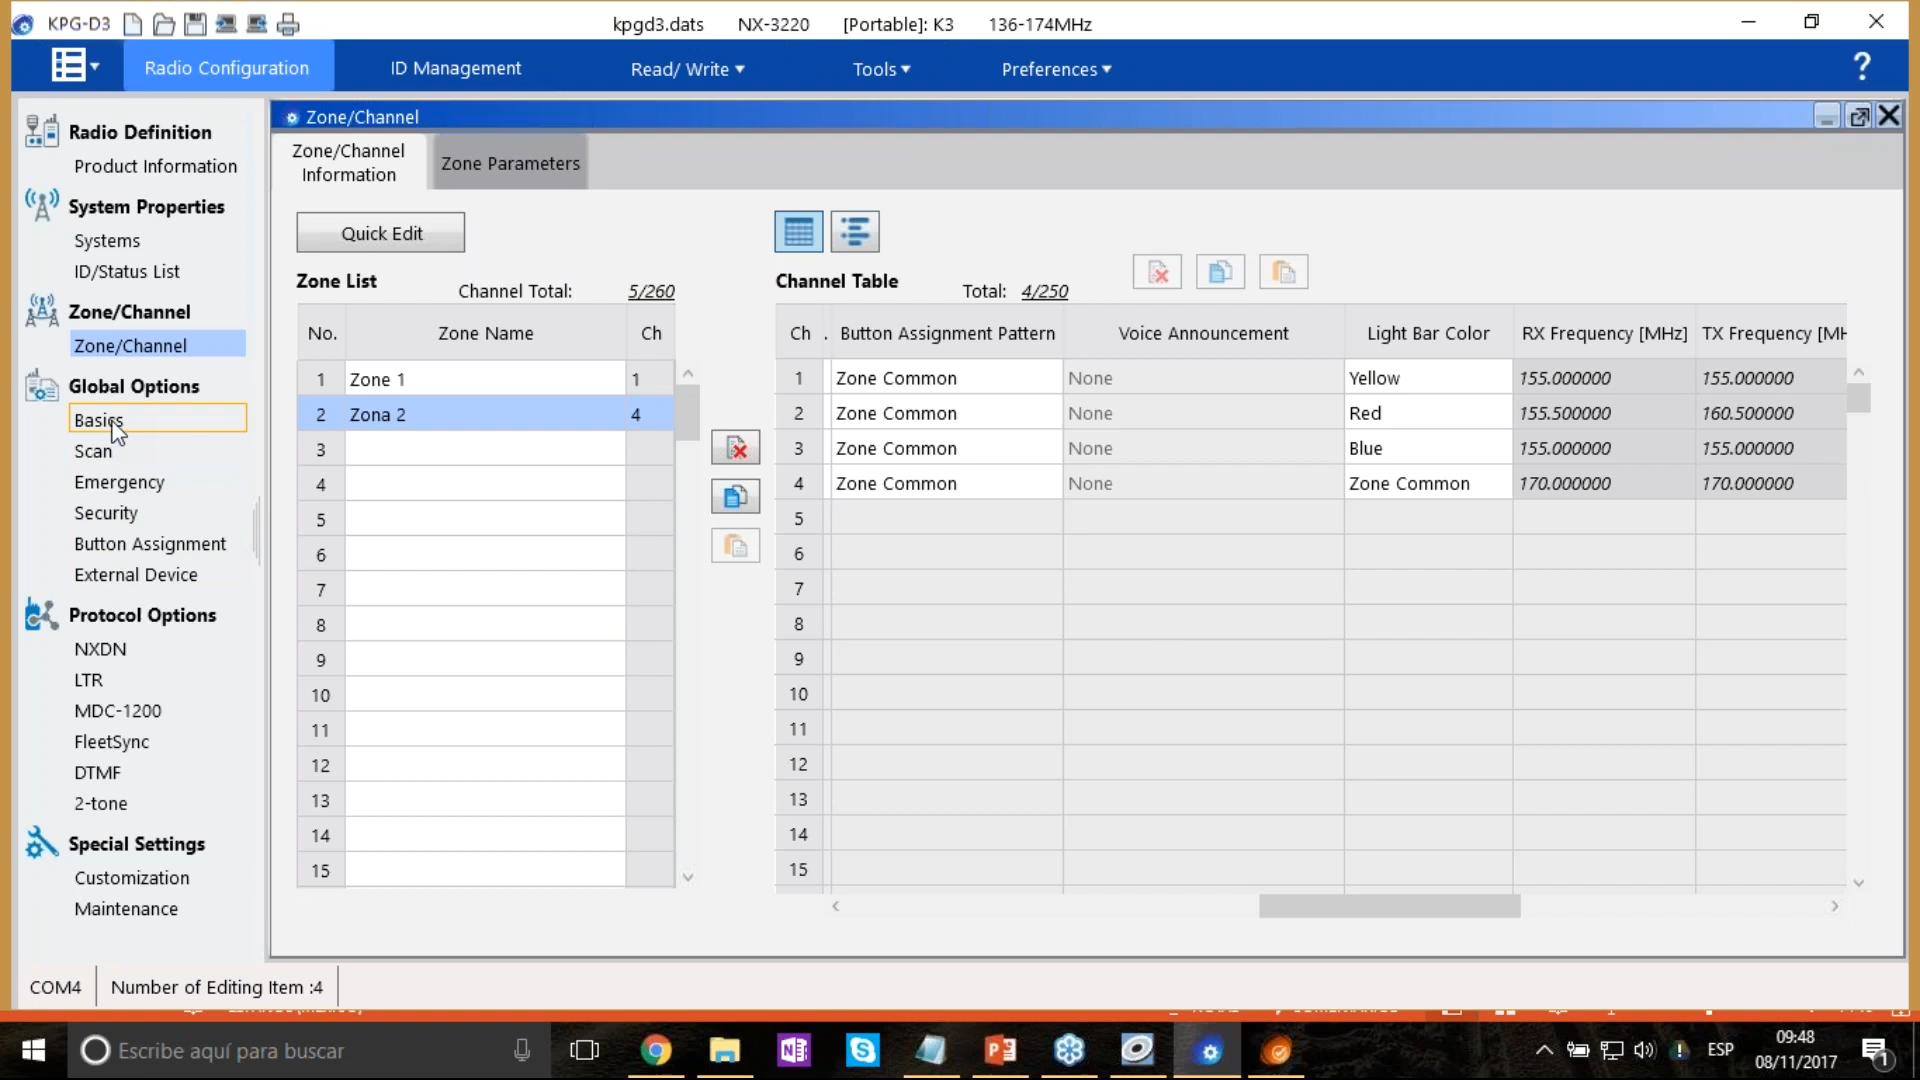 KPG-D3 kpgd3.dats NX-3220 [Portable]: K3 136-174MHz
Radio Configuration ID Management Read/ Write ▾ Tools ▾ Preferences ▾ ?
Radio Definition
Product Information
System Properties
Systems
ID/Status List
Zone/Channel
Zone/Channel
Global Options
Basics
Scan
Emergency
Security
Button Assignment
External Device
Protocol Options
NXDN
LTR
MDC-1200
FleetSync
DTMF
2-tone
Special Settings
Customization
Maintenance
Zone/Channel
Zone/Channel
Information
Zone Parameters
Quick Edit
Zone List Channel Total: 5/260
No. Zone Name Ch
1 Zone 1 1
2 Zona 2 4
3
4
5
6
7
8
9
10
11
12
13
14
15
Channel Table Total: 4/250
Ch . Button Assignment Pattern Voice Announcement Light Bar Color RX Frequency [MHz] TX Frequency [MH
1 Zone Common None Yellow 155.000000 155.000000
2 Zone Common None Red 155.500000 160.500000
3 Zone Common None Blue 155.000000 155.000000
4 Zone Common None Zone Common 170.000000 170.000000
5
6
7
8
9
10
11
12
13
14
15
COM4 Number of Editing Item :4
Escribe aquí para buscar
ESP
09:48
08/11/2017
1